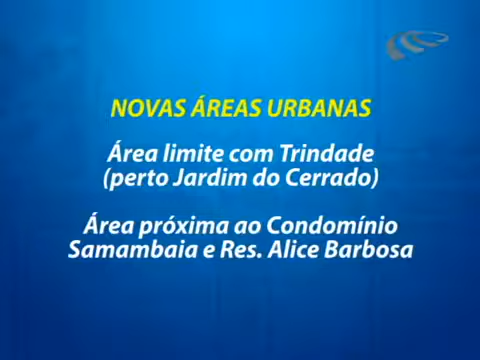 NOVAS ÁREAS URBANAS
Área limite com Trindade
(perto Jardim do Cerrado)
Área próxima ao Condomínio
Samambaia e Res. Alice Barbosa